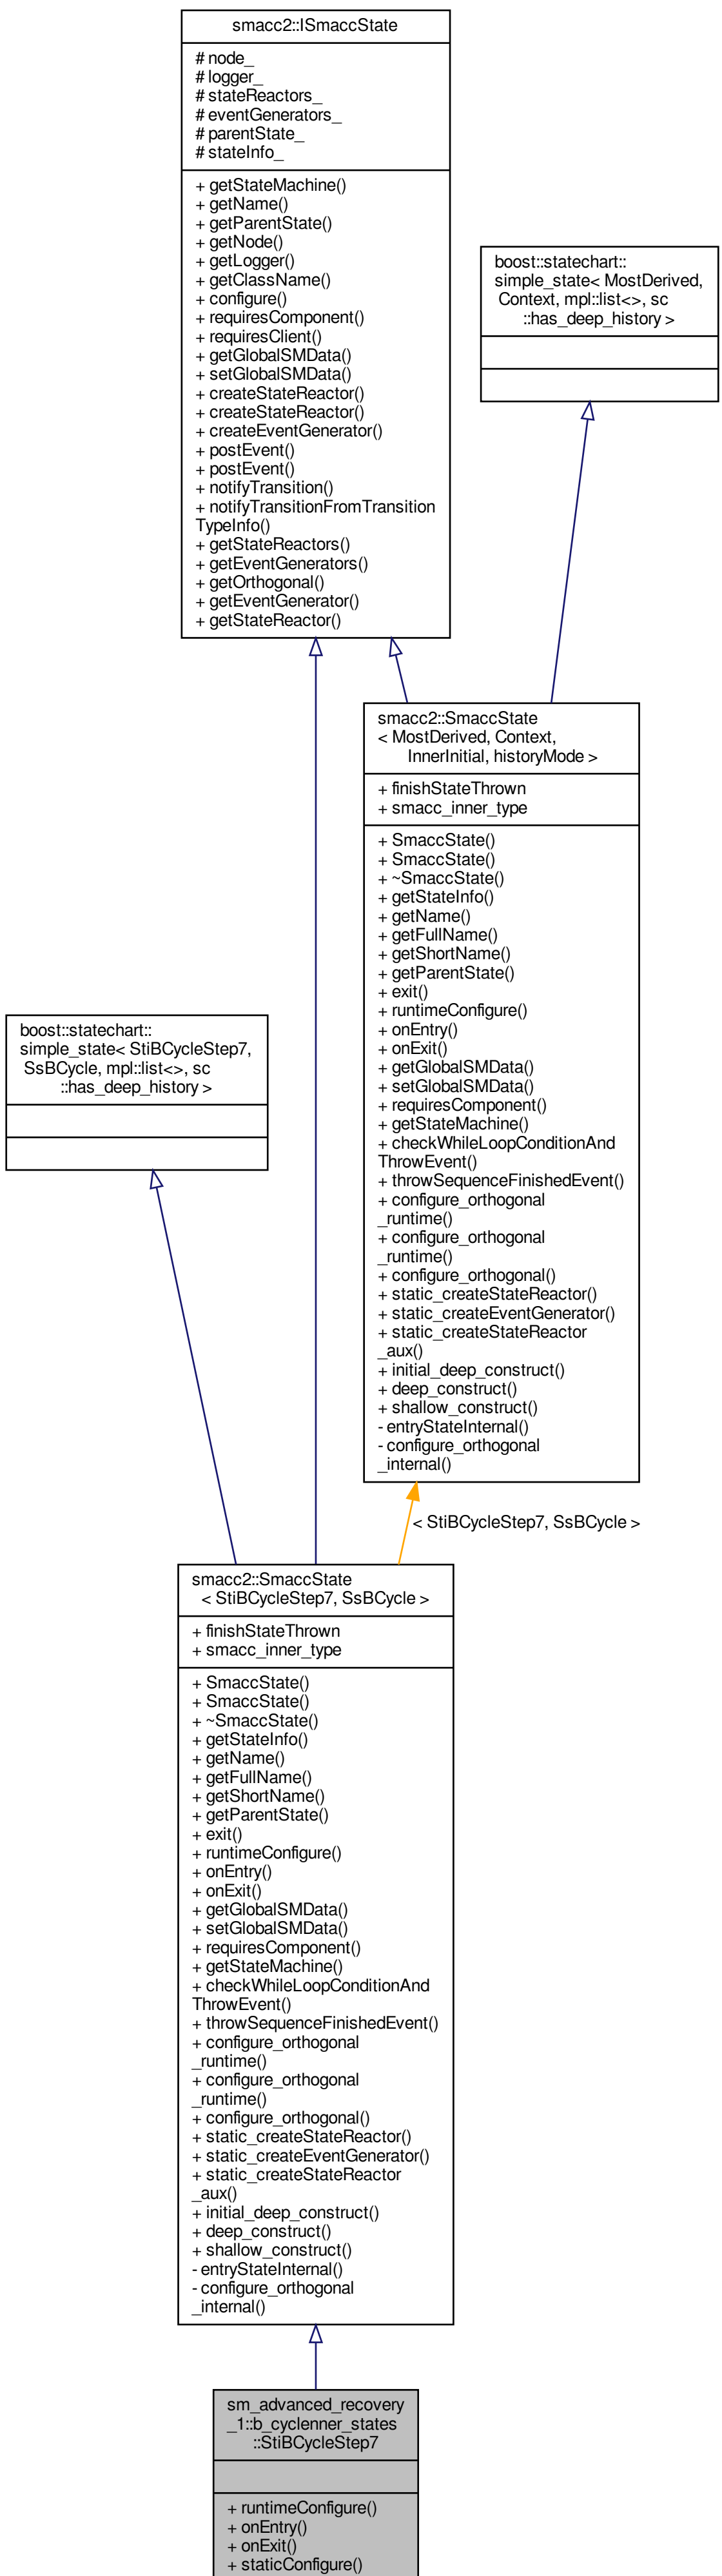 smacc2::ISmaccState
# node_
# logger_
# stateReactors_
# eventGenerators_
# parentState_
# stateInfo_
+ getStateMachine()
+ getName()
+ getParentState()
+ getNode()
+ getLogger()
+ getClassName()
+ configure()
+ requiresComponent()
+ requiresClient()
+ getGlobalSMData()
+ setGlobalSMData()
+ createStateReactor()
+ createStateReactor()
+ createEventGenerator()
+ postEvent()
+ postEvent()
+ notifyTransition()
+ notifyTransitionFromTransition
TypeInfo()
+ getStateReactors()
+ getEventGenerators()
+ getOrthogonal()
+ getEventGenerator()
+ getStateReactor()
boost::statechart::
simple_state< MostDerived,
Context, mpl::list<>, sc
::has_deep_history >
smacc2::SmaccState
< MostDerived, Context,
InnerInitial, historyMode >
+ finishStateThrown
+ smacc_inner_type
+ SmaccState()
+ SmaccState()
+ ~SmaccState()
+ getStateInfo()
+ getName()
+ getFullName()
+ getShortName()
+ getParentState()
+ exit()
+ runtimeConfigure()
+ onEntry()
+ onExit()
+ getGlobalSMData()
+ setGlobalSMData()
+ requiresComponent()
+ getStateMachine()
+ checkWhileLoopConditionAnd
ThrowEvent()
+ throwSequenceFinishedEvent()
+ configure_orthogonal
_runtime()
+ configure_orthogonal
_runtime()
+ configure_orthogonal()
+ static_createStateReactor()
+ static_createEventGenerator()
+ static_createStateReactor
_aux()
+ initial_deep_construct()
+ deep_construct()
+ shallow_construct()
- entryStateInternal()
- configure_orthogonal
_internal()
boost::statechart::
simple_state< StiBCycleStep7,
SsBCycle, mpl::list<>, sc
::has_deep_history >
< StiBCycleStep7, SsBCycle >
smacc2::SmaccState
< StiBCycleStep7, SsBCycle >
+ finishStateThrown
+ smacc_inner_type
+ SmaccState()
+ SmaccState()
+ ~SmaccState()
+ getStateInfo()
+ getName()
+ getFullName()
+ getShortName()
+ getParentState()
+ exit()
+ runtimeConfigure()
+ onEntry()
+ onExit()
+ getGlobalSMData()
+ setGlobalSMData()
+ requiresComponent()
+ getStateMachine()
+ checkWhileLoopConditionAnd
ThrowEvent()
+ throwSequenceFinishedEvent()
+ configure_orthogonal
_runtime()
+ configure_orthogonal
_runtime()
+ configure_orthogonal()
+ static_createStateReactor()
+ static_createEventGenerator()
+ static_createStateReactor
_aux()
+ initial_deep_construct()
+ deep_construct()
+ shallow_construct()
- entryStateInternal()
- configure_orthogonal
_internal()
sm_advanced_recovery
_1::b_cyclenner_states
::StiBCycleStep7
+ runtimeConfigure()
+ onEntry()
+ onExit()
+ staticConfigure()